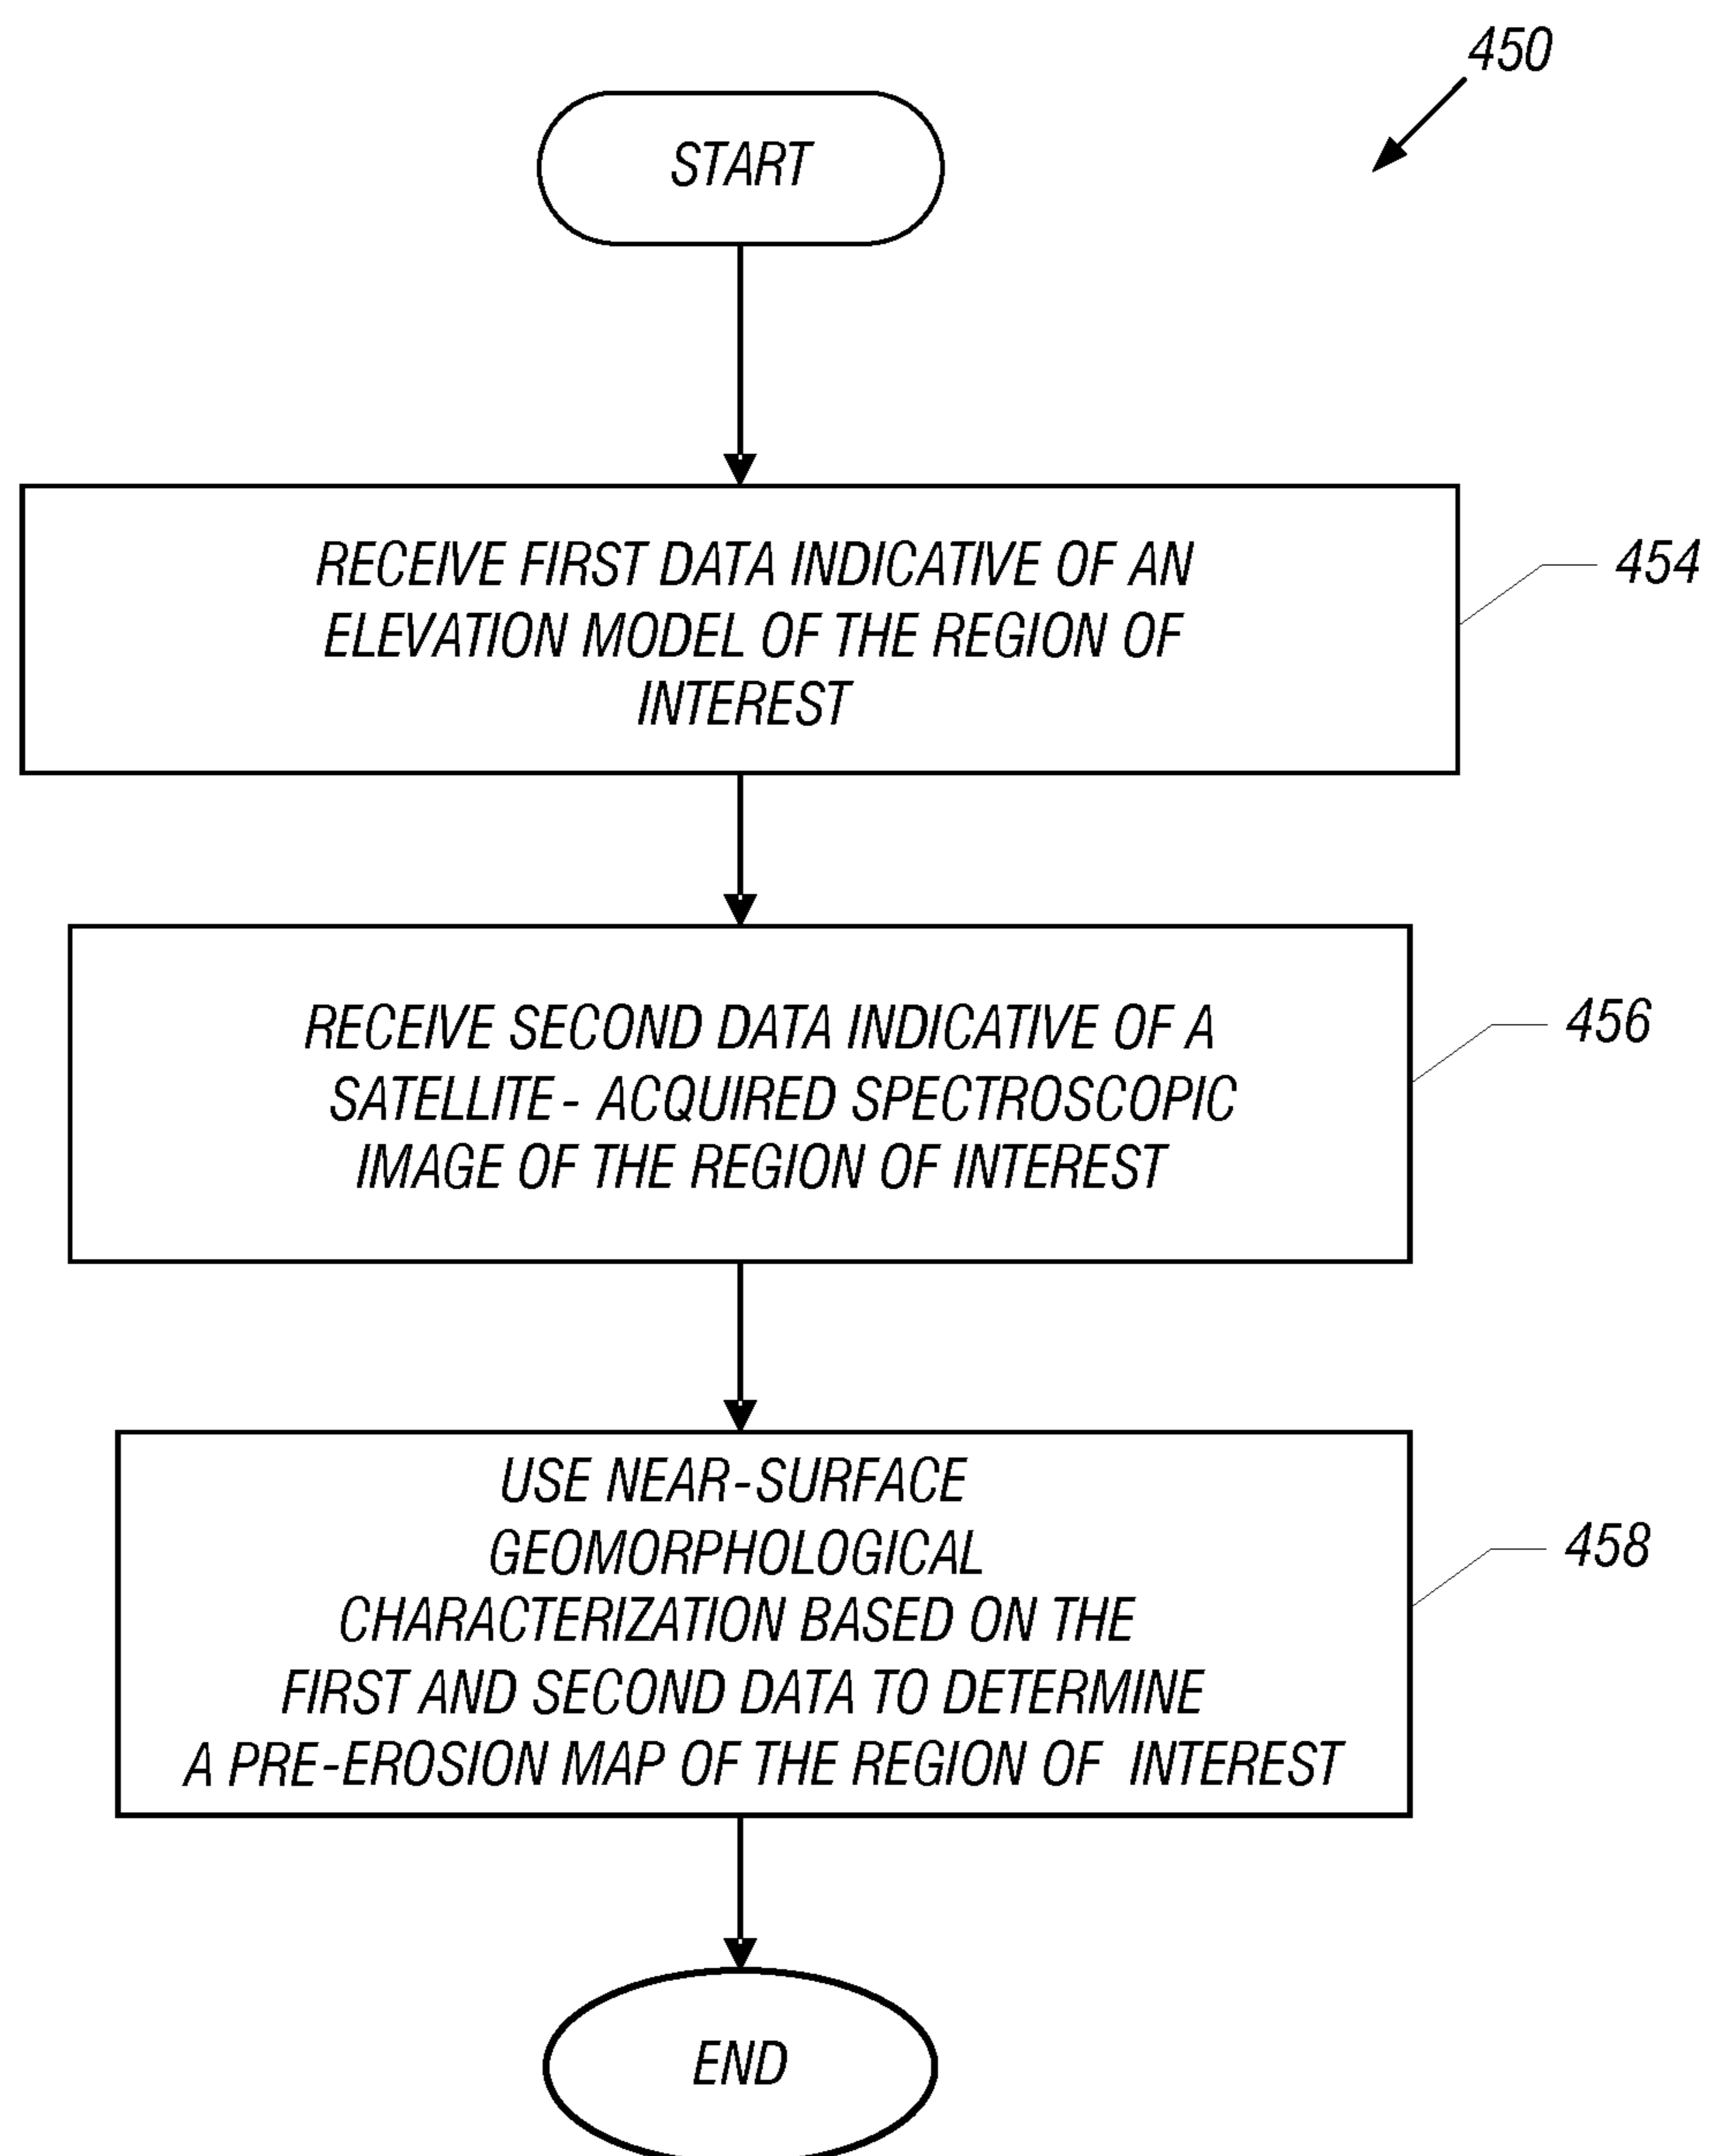 450
START
RECEIVE FIRST DATA INDICATIVE OF AN
ELEVATION MODEL OF THE REGION OF
INTEREST
454
RECEIVE SECOND DATA INDICATIVE OF A
SATELLITE- ACQUIRED SPECTROSCOPIC
IMAGE OF THE REGION OF INTEREST
456
USE NEAR-SURFACE
GEOMORPHOLOGICAL
CHARACTERIZATION BASED ON THE
FIRST AND SECOND DATA TO DETERMINE
A PRE-EROSION MAP OF THE REGION OF INTEREST
458
END